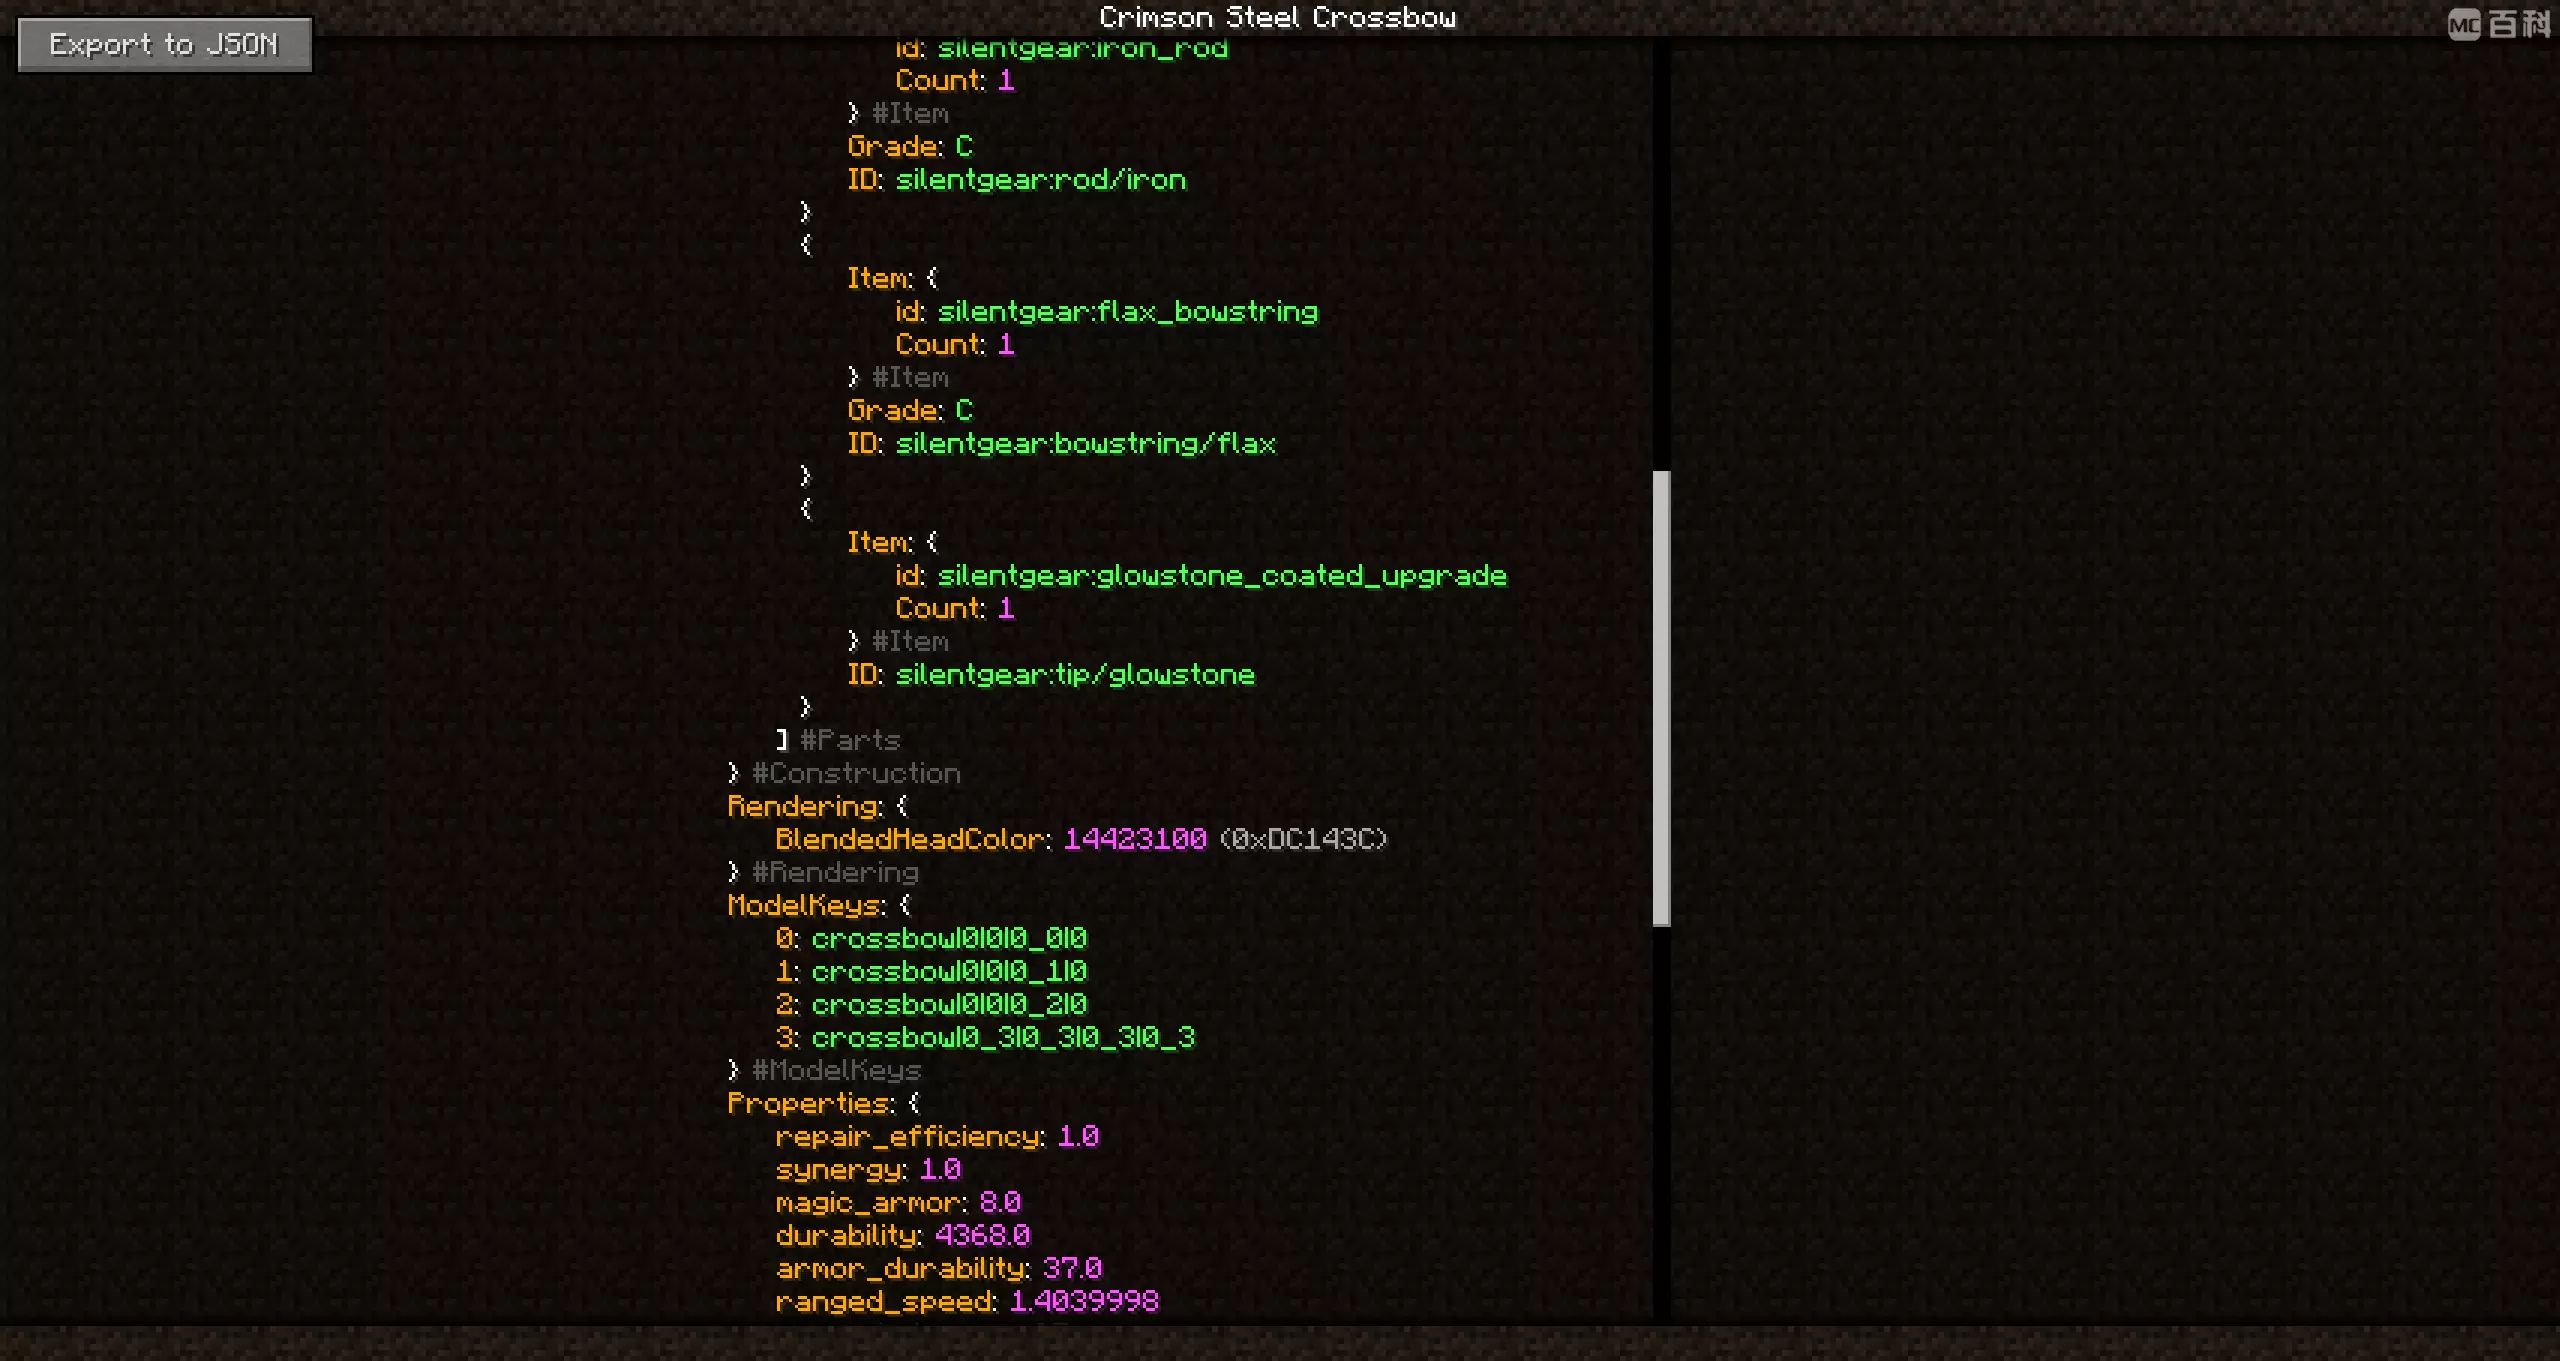 Crimson Steel Crossbow
MC百科
Export to JSON
id: silentgear:iron_rod
Count: 1
} #Item
Grade: C
ID: silentgear:rod/iron
}
{
Item: {
id: silentgear:flax_bowstring
Count: 1
} #Item
Grade: C
ID: silentgear:bowstring/flax
}
{
Item: {
id: silentgear:glowstone_coated_upgrade
Count: 1
} #Item
ID: silentgear:tip/glowstone
}
] #Parts
} #Construction
Rendering: {
BlendedHeadColor: 14423100 (0xDC143C)
} #Rendering
ModelKeys: {
0: crossbow|0|0|0_0|0
1: crossbow|0|0|0_1|0
2: crossbow|0|0|0_2|0
3: crossbow|0_3|0_3|0_3|0_3
} #ModelKeys
Properties: {
repair_efficiency: 1.0
synergy: 1.0
magic_armor: 8.0
durability: 4368.0
armor_durability: 37.0
ranged_speed: 1.4039998